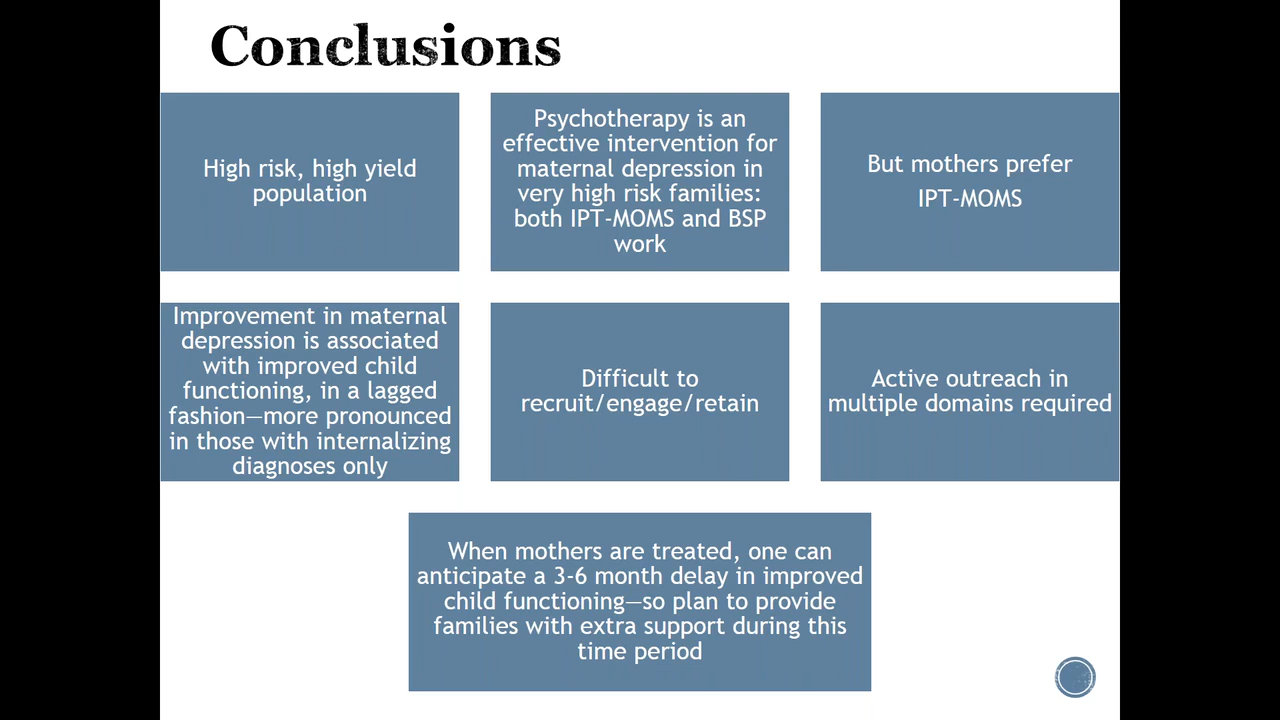 Conclusions
High risk, high yield
population
Psychotherapy is an
effective intervention for
maternal depression in
very high risk families:
both IPT-MOMS and BSP
work
But mothers prefer
IPT-MOMS
Improvement in maternal
depression is associated
with improved child
functioning, in a lagged
fashion—more pronounced
in those with internalizing
diagnoses only
Difficult to
recruit/engage/retain
Active outreach in
multiple domains required
When mothers are treated, one can
anticipate a 3-6 month delay in improved
child functioning—so plan to provide
families with extra support during this
time period